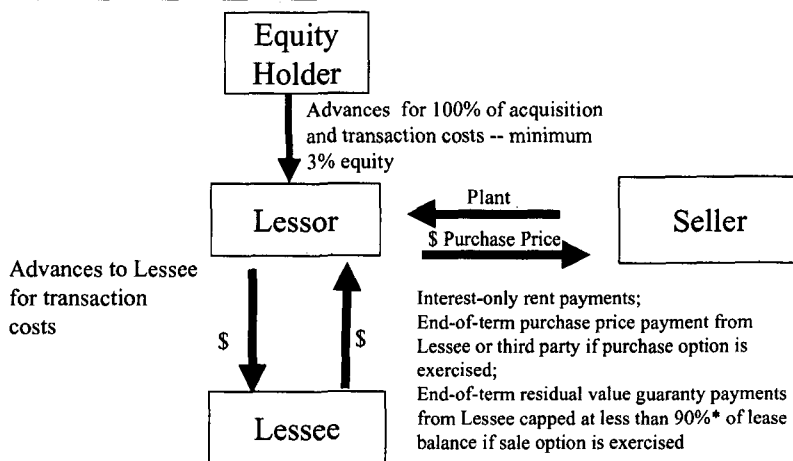 Equity
Holder
Advances for 100% of acquisition
and transaction costs -- minimum
3% equity
Lessor
Plant
$ Purchase Price
Seller
Advances to Lessee
for transaction
costs
$
$
Interest-only rent payments;
End-of-term purchase price payment from
Lessee or third party if purchase option is
exercised;
End-of-term residual value guaranty payments
from Lessee capped at less than 90%* of lease
balance if sale option is exercised
Lessee